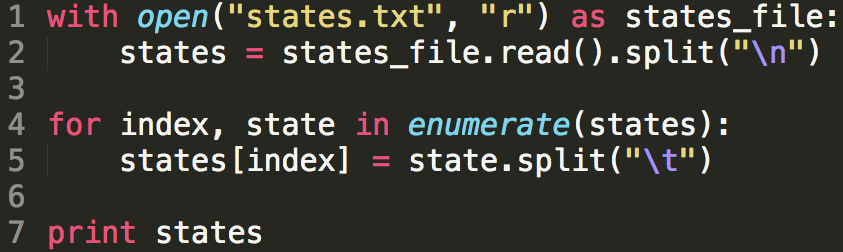 1 with open("states.txt", "r") as states_file:
2     states = states_file.read().split("\n")
3
4 for index, state in enumerate(states):
5     states[index] = state.split("\t")
6
7 print states